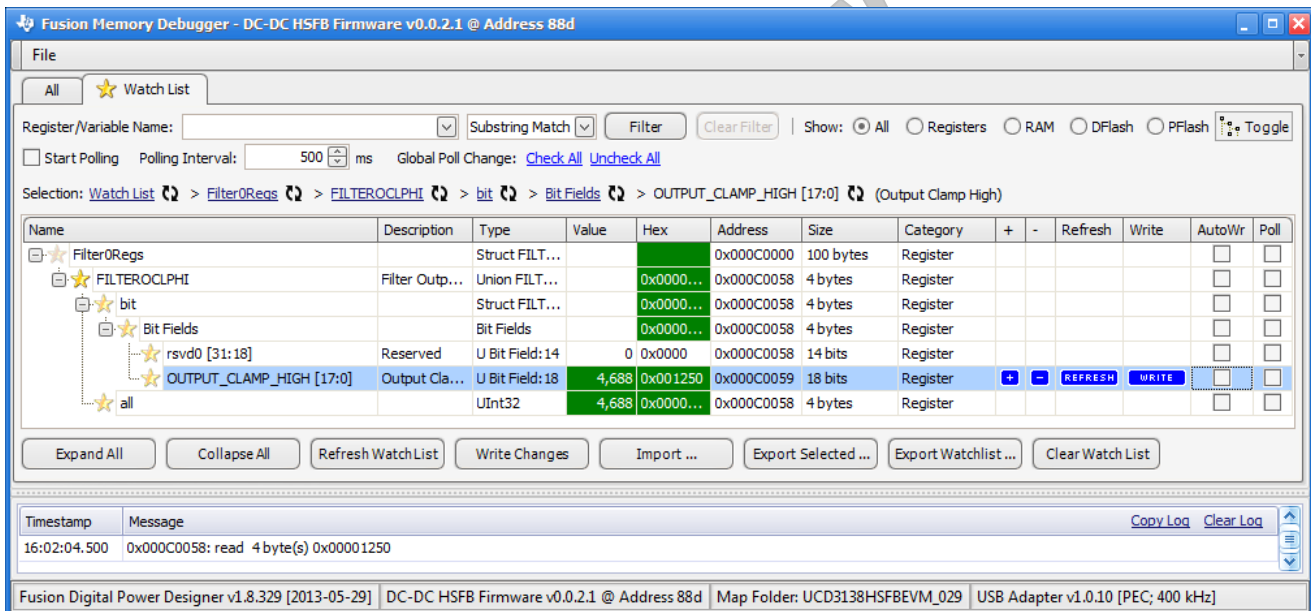 Fusion Memory Debugger - DC-DC HSFB Firmware v0.0.2.1 @ Address 88d
File
All Watch List
Register/Variable Name: Substring Match Filter Clear Filter | Show: All Registers RAM DFlash PFlash Toggle
Start Polling Polling Interval: 500 ms Global Poll Change: Check All Uncheck All
Selection: Watch List > Filter0Regs > FILTEROCLPHI > bit > Bit Fields > OUTPUT_CLAMP_HIGH [17:0] (Output Clamp High)
Name Description Type Value Hex Address Size Category + - Refresh Write AutoWr Poll
Filter0Regs Struct FILT... 0x000C0000 100 bytes Register
FILTEROCLPHI Filter Outp... Union FILT... 0x0000... 0x000C0058 4 bytes Register
bit Struct FILT... 0x0000... 0x000C0058 4 bytes Register
Bit Fields Bit Fields 0x0000... 0x000C0058 4 bytes Register
rsvd0 [31:18] Reserved U Bit Field:14 0 0x0000 0x000C0058 14 bits Register
OUTPUT_CLAMP_HIGH [17:0] Output Cla... U Bit Field:18 4,688 0x001250 0x000C0059 18 bits Register + - REFRESH WRITE
all UInt32 4,688 0x0000... 0x000C0058 4 bytes Register
Expand All Collapse All Refresh WatchList Write Changes Import ... Export Selected ... Export Watchlist ... Clear Watch List
Timestamp Message Copy Log Clear Log
16:02:04.500 0x000C0058: read 4 byte(s) 0x00001250
Fusion Digital Power Designer v1.8.329 [2013-05-29] DC-DC HSFB Firmware v0.0.2.1 @ Address 88d Map Folder: UCD3138HSFBEVM_029 USB Adapter v1.0.10 [PEC; 400 kHz]